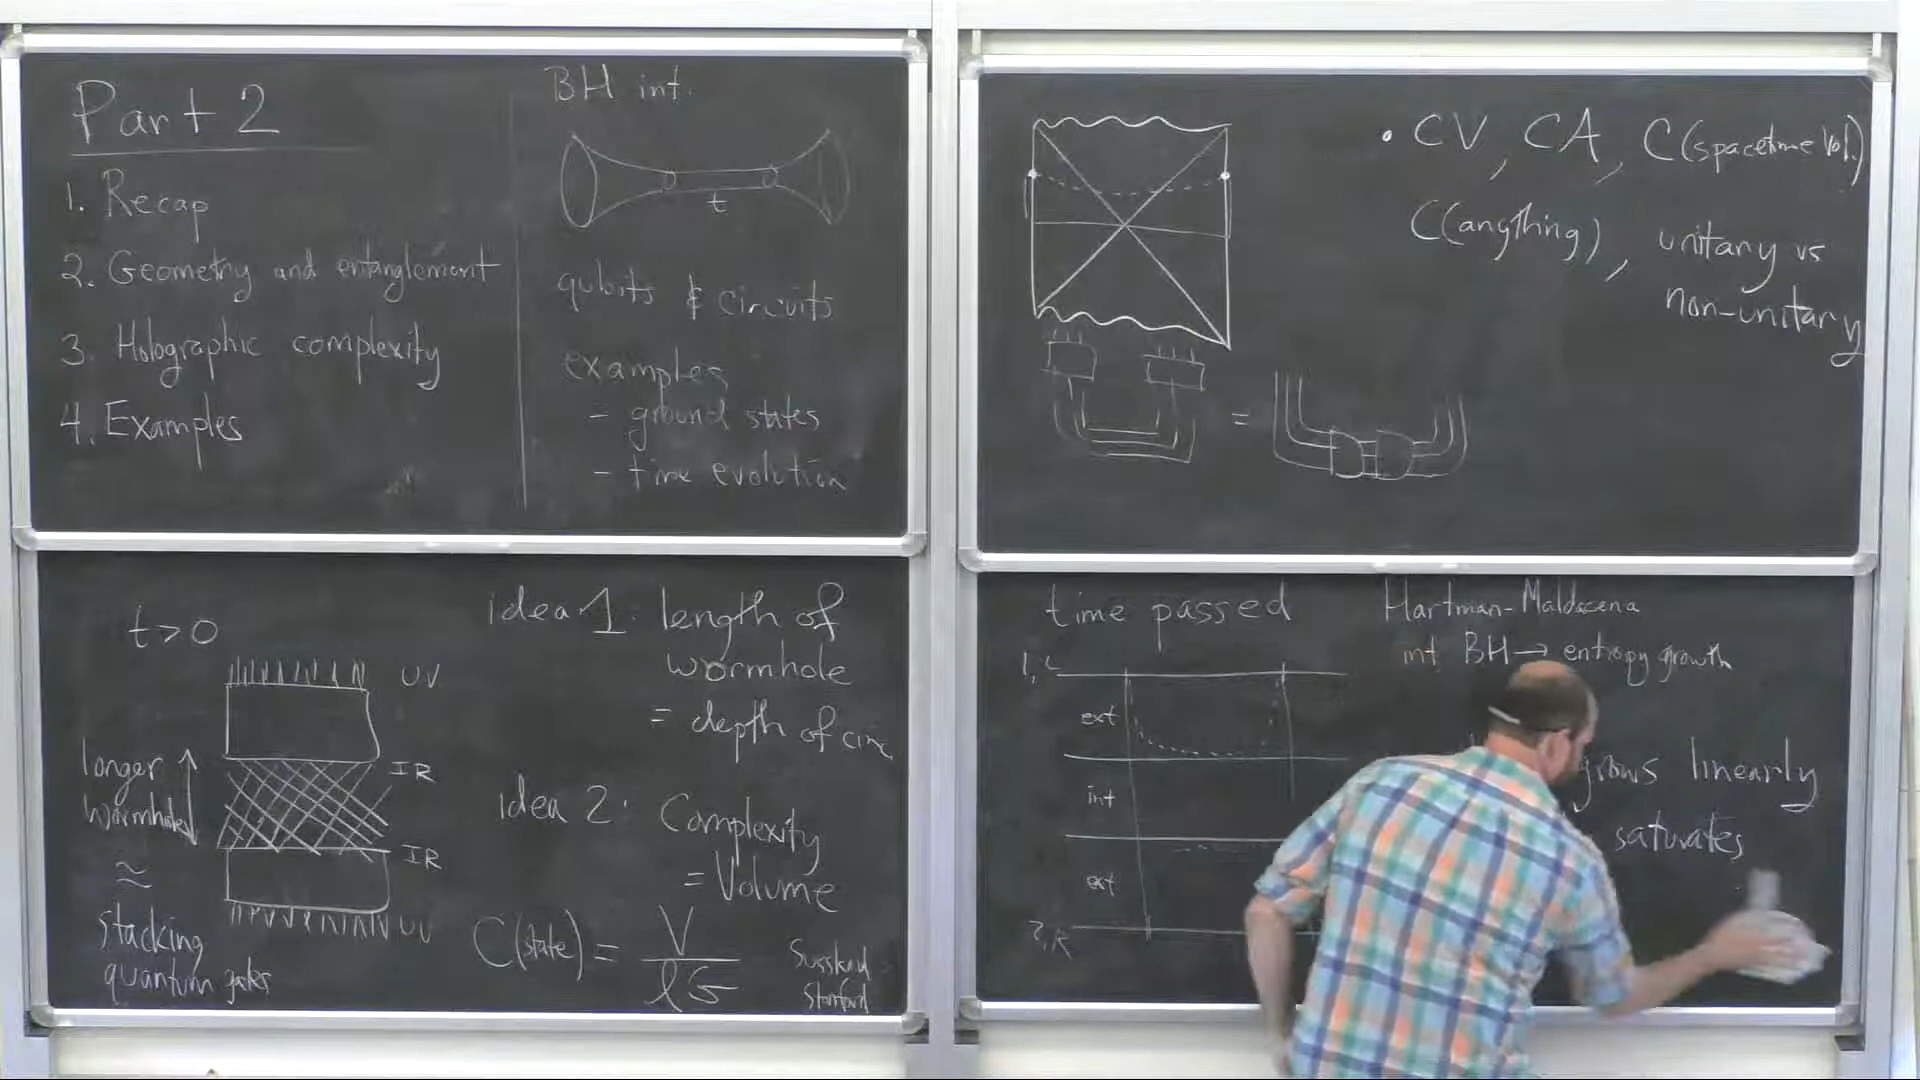 Part 2
1. Recap
2. Geometry and entanglement
3. Holographic complexity
4. Examples
BH int.
t
qubits & circuits
examples
- ground states
- time evolution
t>0
UV
IR
longer
wormhole
IR
≈
UV
stacking
quantum gates
idea 1: length of
wormhole
= depth of circ
idea 2: Complexity
= Volume
C(state) = V / lG
Susskind
Stanford
• CV, CA, C(spacetime Vol.)
C(anything), unitary vs
non-unitary
=
time passed
1, L
ext
int
ext
2, R
Hartman-Maldacena
int BH → entropy growth
grows linearly
saturates